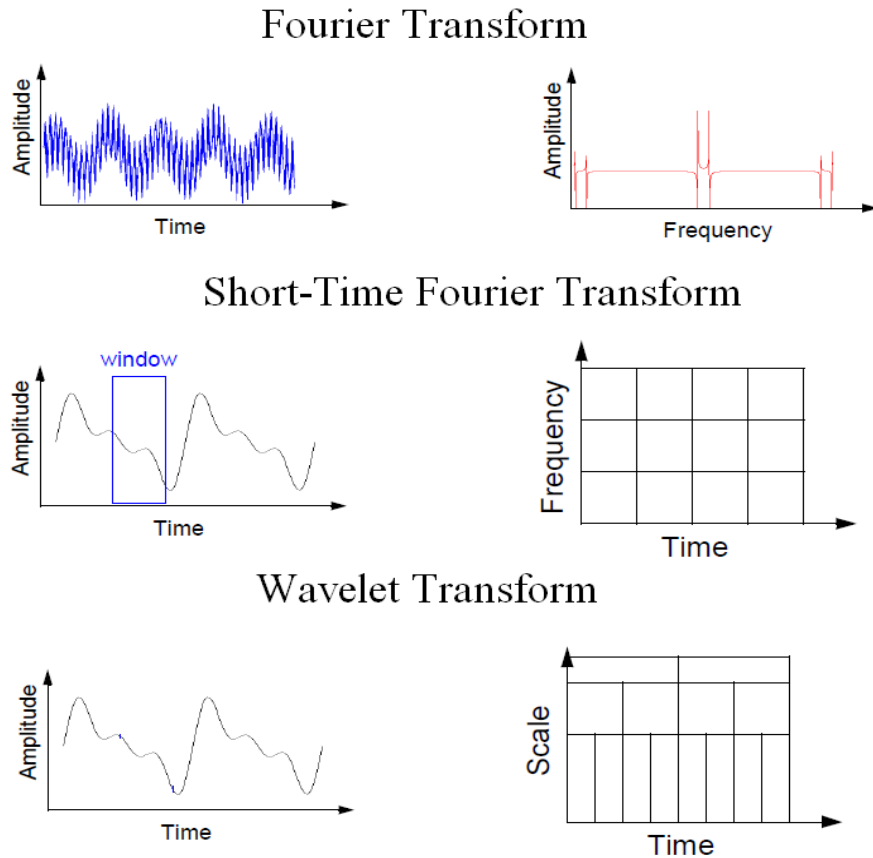 Fourier Transform
Amplitude
Time
Amplitude
Frequency
Short-Time Fourier Transform
window
Amplitude
Time
Frequency
Time
Wavelet Transform
Amplitude
Time
Scale
Time